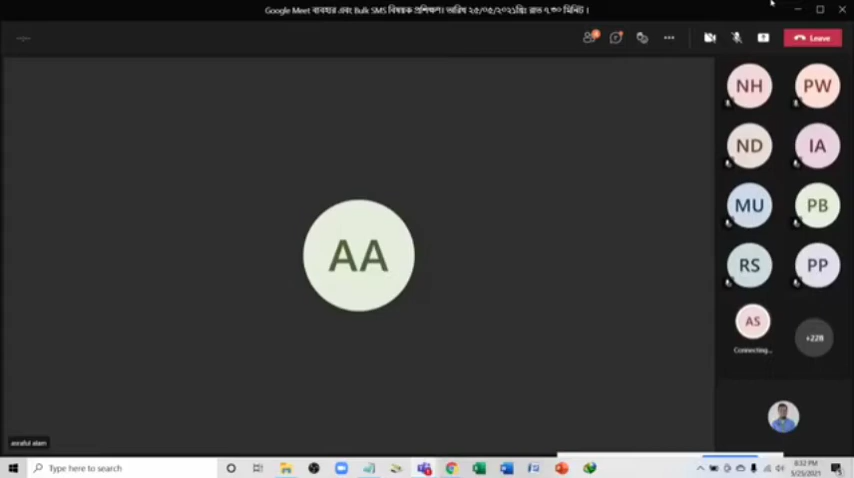 Google Meet ব্যবহার এবং Bulk SMS বিষয়ক প্রশিক্ষণ। তারিখ ২৫/০৫/২০২১খ্রিঃ রাত ৭.৩০ মিনিট।
Leave
NH PW
ND IA
AA
MU PB
RS PP
AS
+228
Connecting...
asraful alam
Type here to search
8:32 PM
5/25/2021